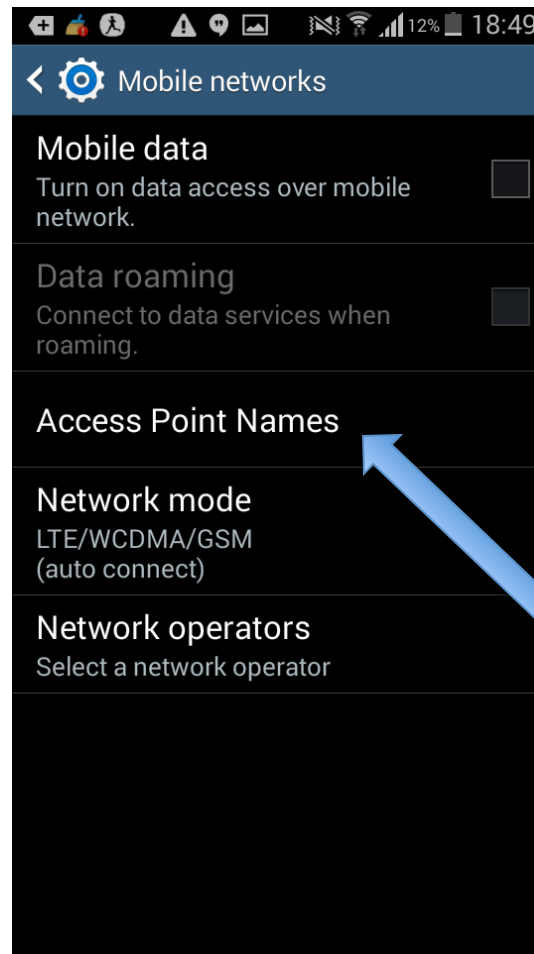 12% 18:49
Mobile networks
Mobile data
Turn on data access over mobile
network.
Data roaming
Connect to data services when
roaming.
Access Point Names
Network mode
LTE/WCDMA/GSM
(auto connect)
Network operators
Select a network operator